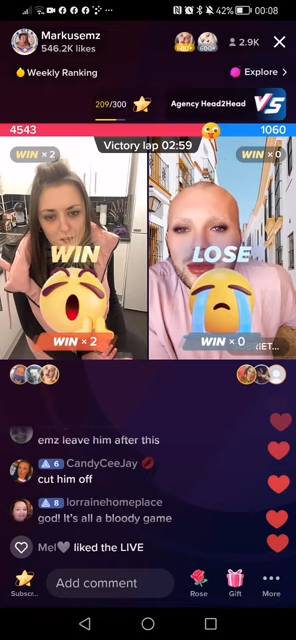 42% 00:08
Markusemz
546.2K likes
600+ 600+
2.9K
Weekly Ranking
Explore >
209/300
Agency Head2Head
VS
4543
1060
WIN × 2
Victory lap 02:59
WIN × 0
WIN
LOSE
WIN × 2
WIN × 0
emz leave him after this
6 CandyCeeJay
cut him off
8 lorrainehomeplace
god! It's all a bloody game
Mel liked the LIVE
Add comment
Subscr... Rose Gift More